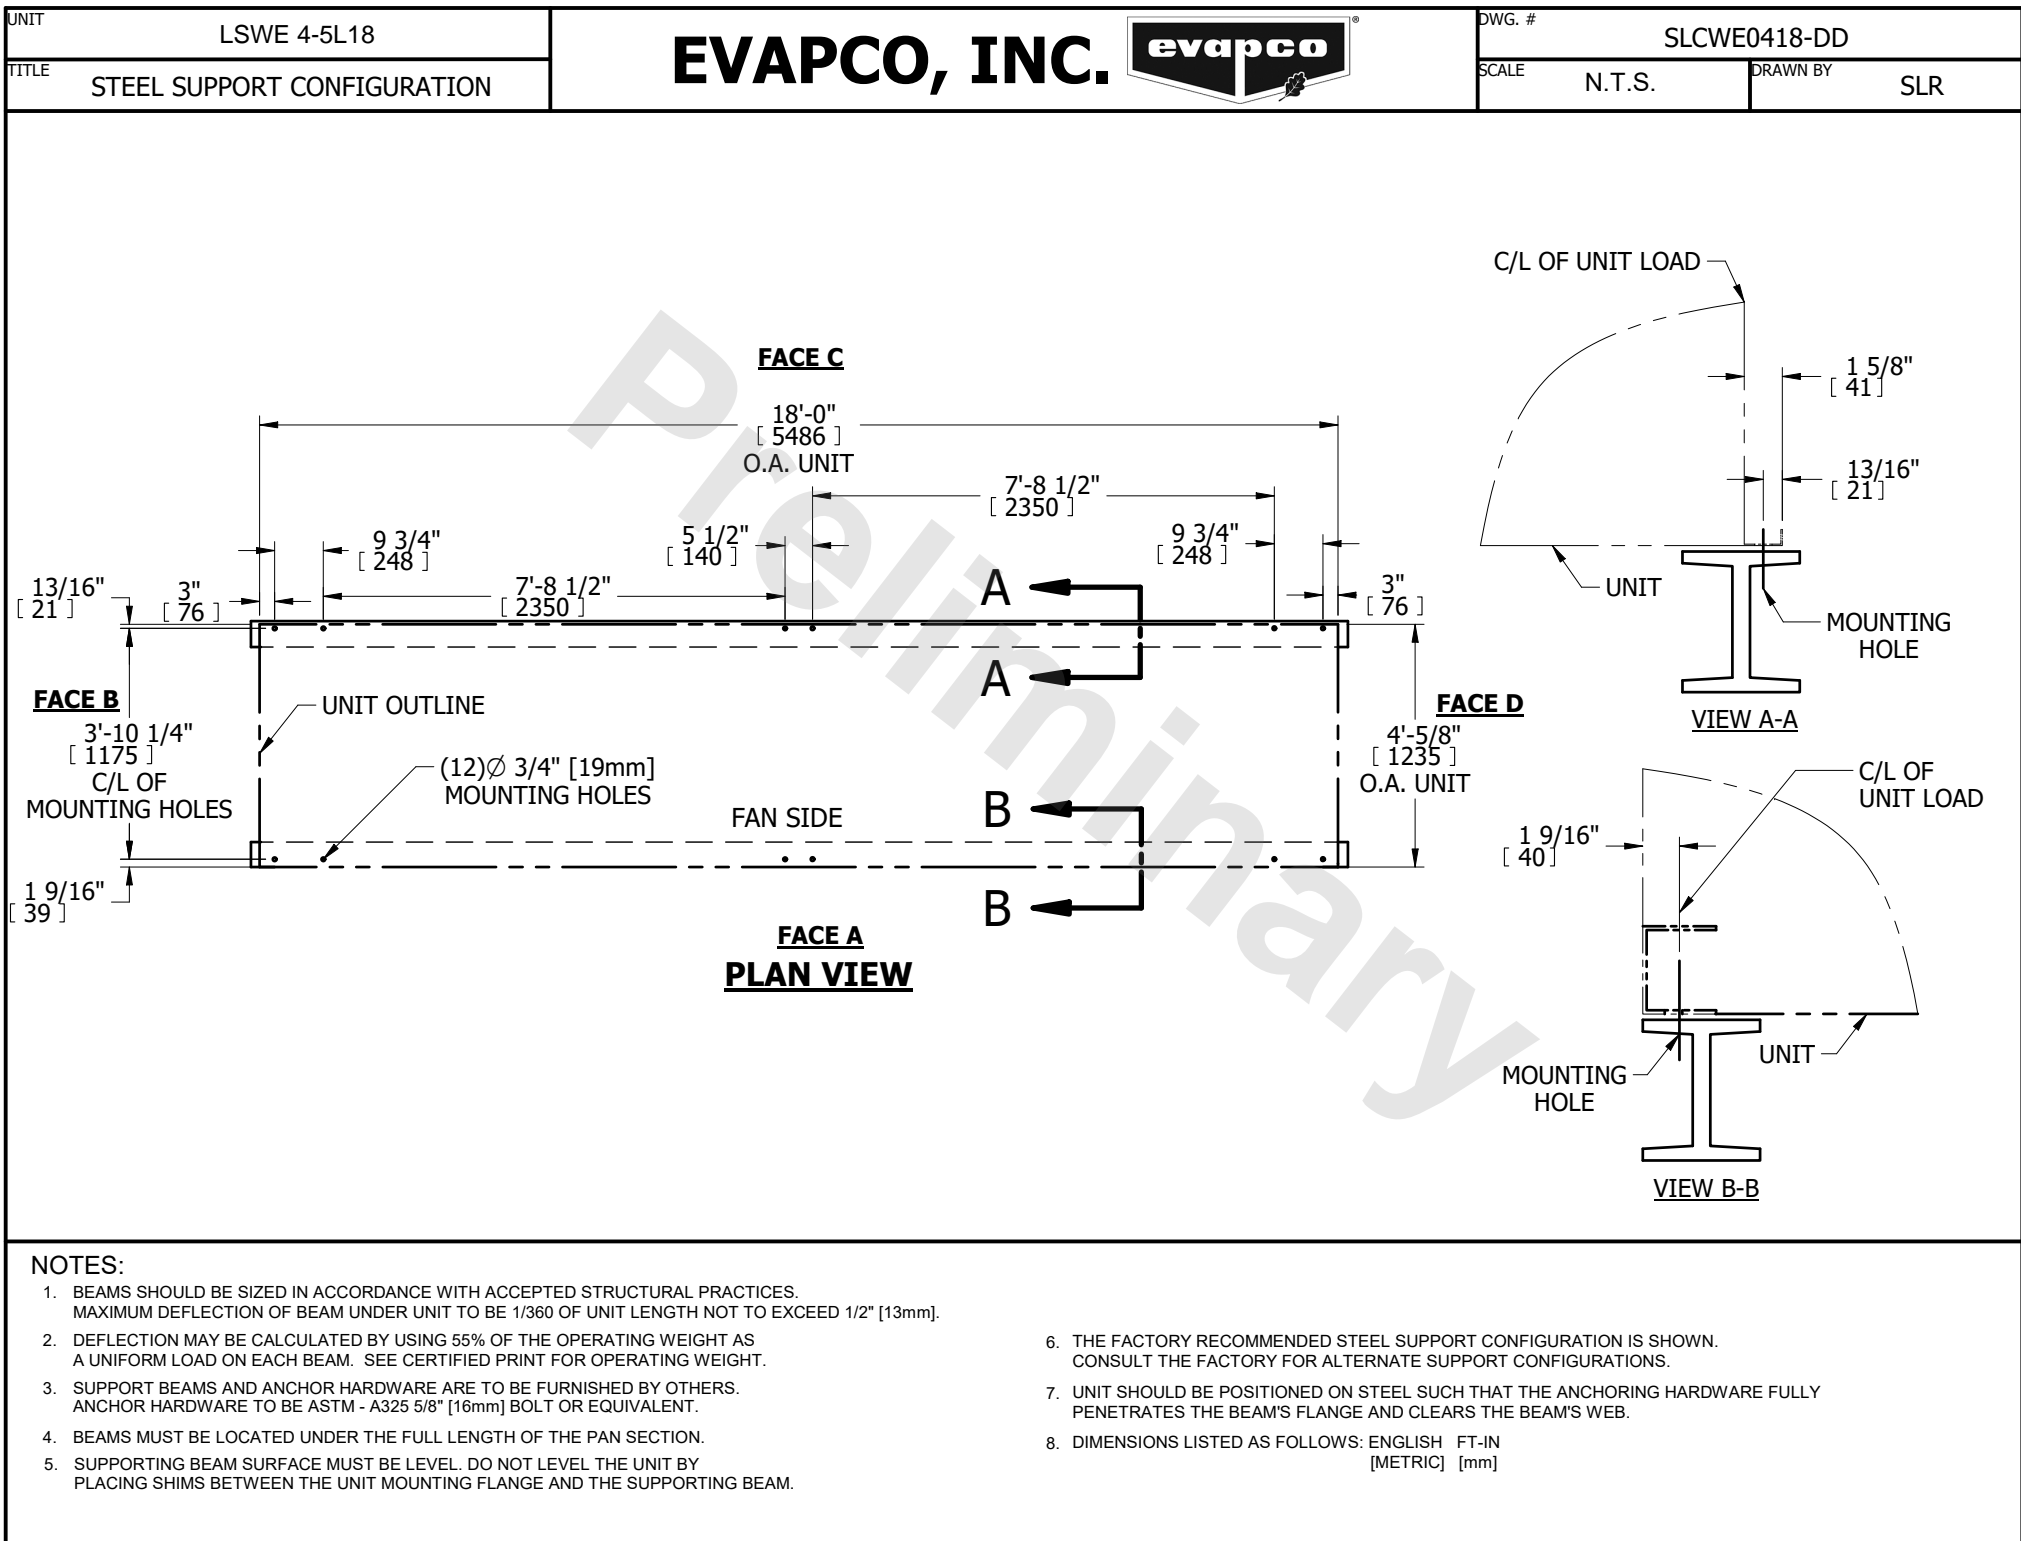 UNIT
LSWE 4-5L18
TITLE
STEEL SUPPORT CONFIGURATION
EVAPCO, INC.
evapco
®
DWG. #
SLCWE0418-DD
SCALE
N.T.S.
DRAWN BY
SLR
Preliminary
FACE C
18'-0"
[ 5486 ]
O.A. UNIT
7'-8 1/2"
[ 2350 ]
9 3/4"
[ 248 ]
5 1/2"
[ 140 ]
9 3/4"
[ 248 ]
13/16"
[ 21 ]
3"
[ 76 ]
7'-8 1/2"
[ 2350 ]
3"
[ 76 ]
A
A
FACE B
3'-10 1/4"
[ 1175 ]
C/L OF
MOUNTING HOLES
UNIT OUTLINE
(12)Ø 3/4" [19mm]
MOUNTING HOLES
FAN SIDE
B
B
FACE D
4'-5/8"
[ 1235 ]
O.A. UNIT
1 9/16"
[ 39 ]
FACE A
PLAN VIEW
C/L OF UNIT LOAD
1 5/8"
[ 41 ]
13/16"
[ 21 ]
UNIT
MOUNTING
HOLE
VIEW A-A
C/L OF
UNIT LOAD
1 9/16"
[ 40 ]
UNIT
MOUNTING
HOLE
VIEW B-B
NOTES:
1. BEAMS SHOULD BE SIZED IN ACCORDANCE WITH ACCEPTED STRUCTURAL PRACTICES.
MAXIMUM DEFLECTION OF BEAM UNDER UNIT TO BE 1/360 OF UNIT LENGTH NOT TO EXCEED 1/2" [13mm].
2. DEFLECTION MAY BE CALCULATED BY USING 55% OF THE OPERATING WEIGHT AS
A UNIFORM LOAD ON EACH BEAM. SEE CERTIFIED PRINT FOR OPERATING WEIGHT.
3. SUPPORT BEAMS AND ANCHOR HARDWARE ARE TO BE FURNISHED BY OTHERS.
ANCHOR HARDWARE TO BE ASTM - A325 5/8" [16mm] BOLT OR EQUIVALENT.
4. BEAMS MUST BE LOCATED UNDER THE FULL LENGTH OF THE PAN SECTION.
5. SUPPORTING BEAM SURFACE MUST BE LEVEL. DO NOT LEVEL THE UNIT BY
PLACING SHIMS BETWEEN THE UNIT MOUNTING FLANGE AND THE SUPPORTING BEAM.
6. THE FACTORY RECOMMENDED STEEL SUPPORT CONFIGURATION IS SHOWN.
CONSULT THE FACTORY FOR ALTERNATE SUPPORT CONFIGURATIONS.
7. UNIT SHOULD BE POSITIONED ON STEEL SUCH THAT THE ANCHORING HARDWARE FULLY
PENETRATES THE BEAM'S FLANGE AND CLEARS THE BEAM'S WEB.
8. DIMENSIONS LISTED AS FOLLOWS: ENGLISH FT-IN
[METRIC] [mm]